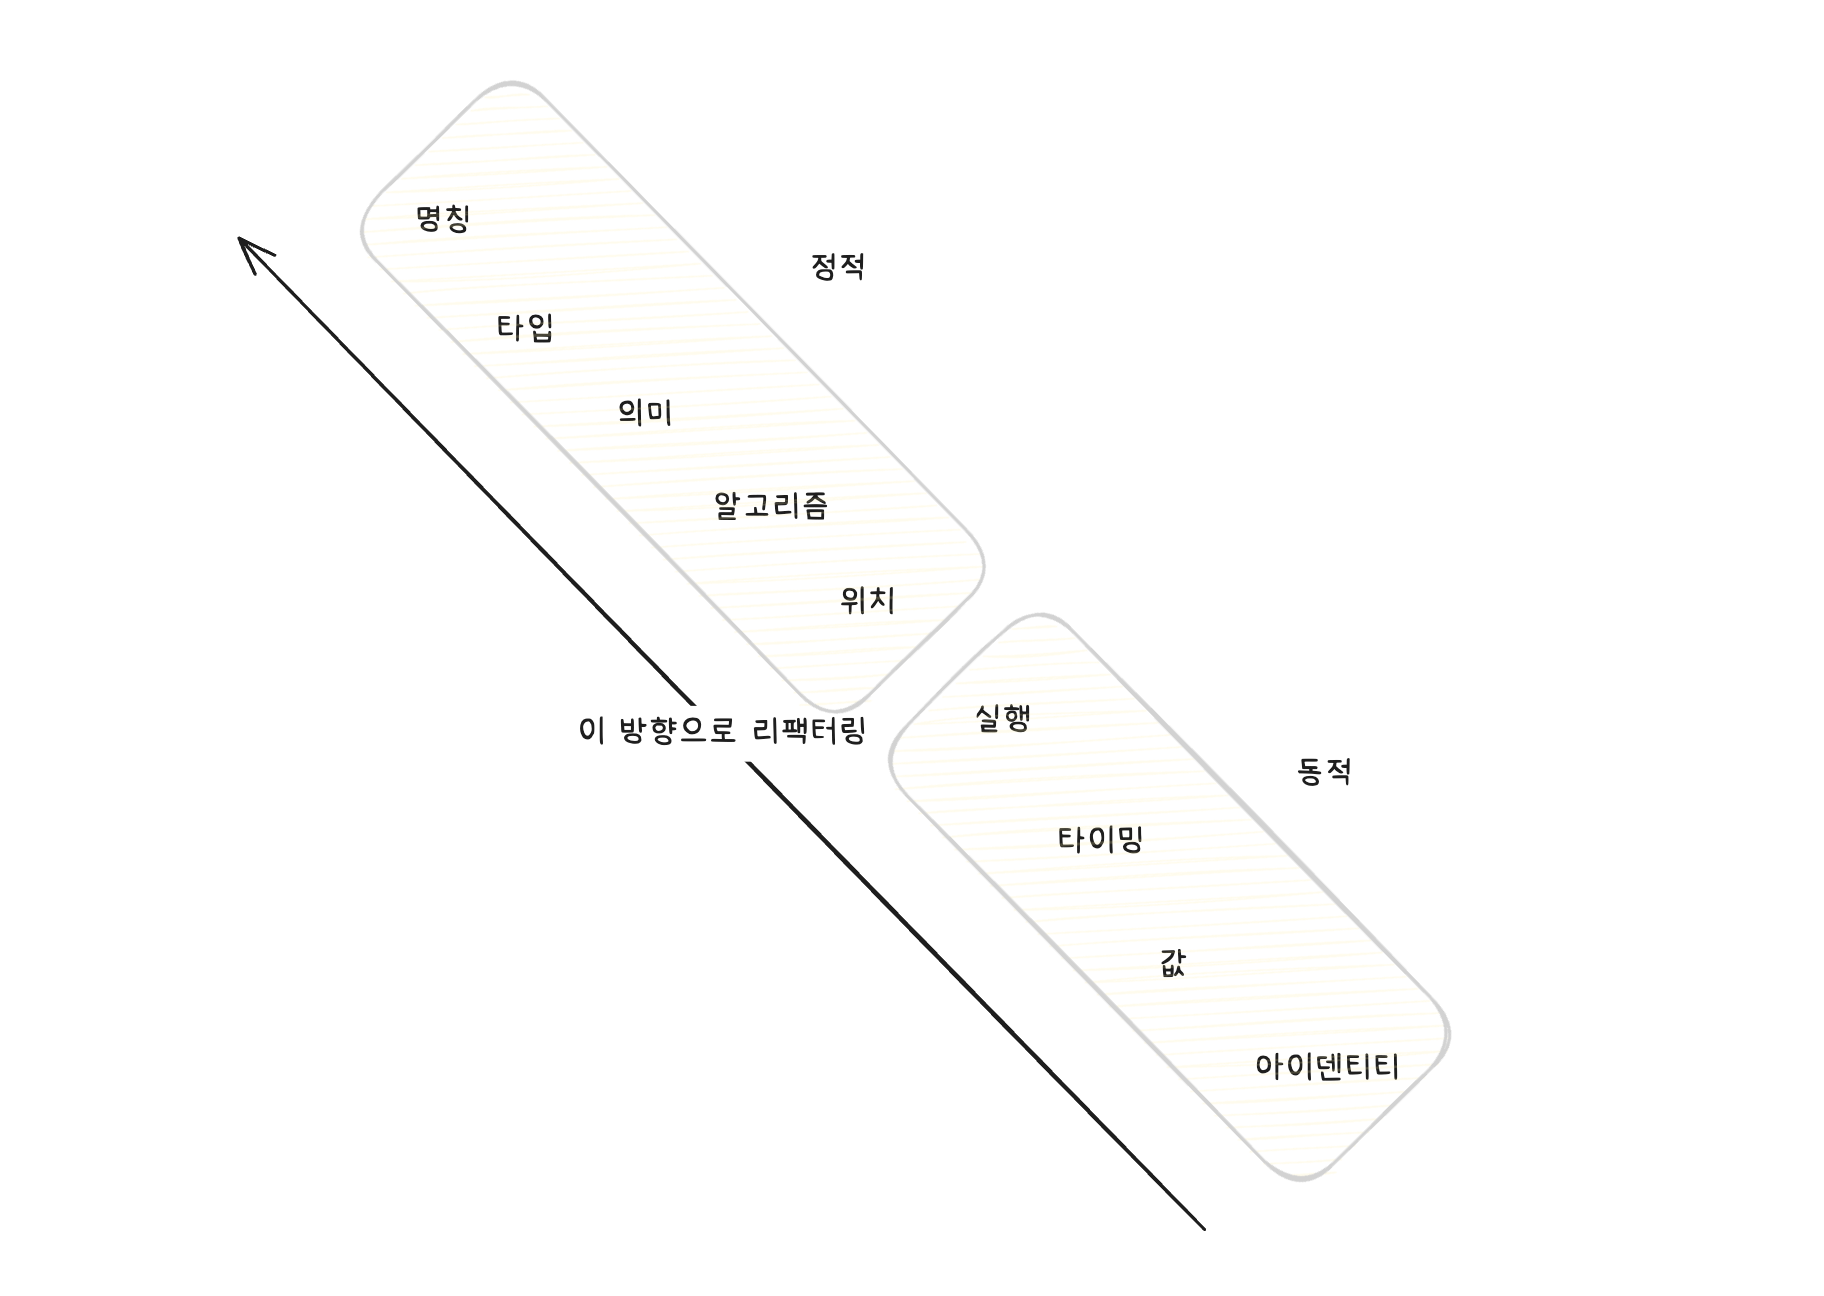 명칭
정적
타입
의미
알고리즘
위치
이 방향으로 리팩터링
실행
동적
타이밍
값
아이덴티티